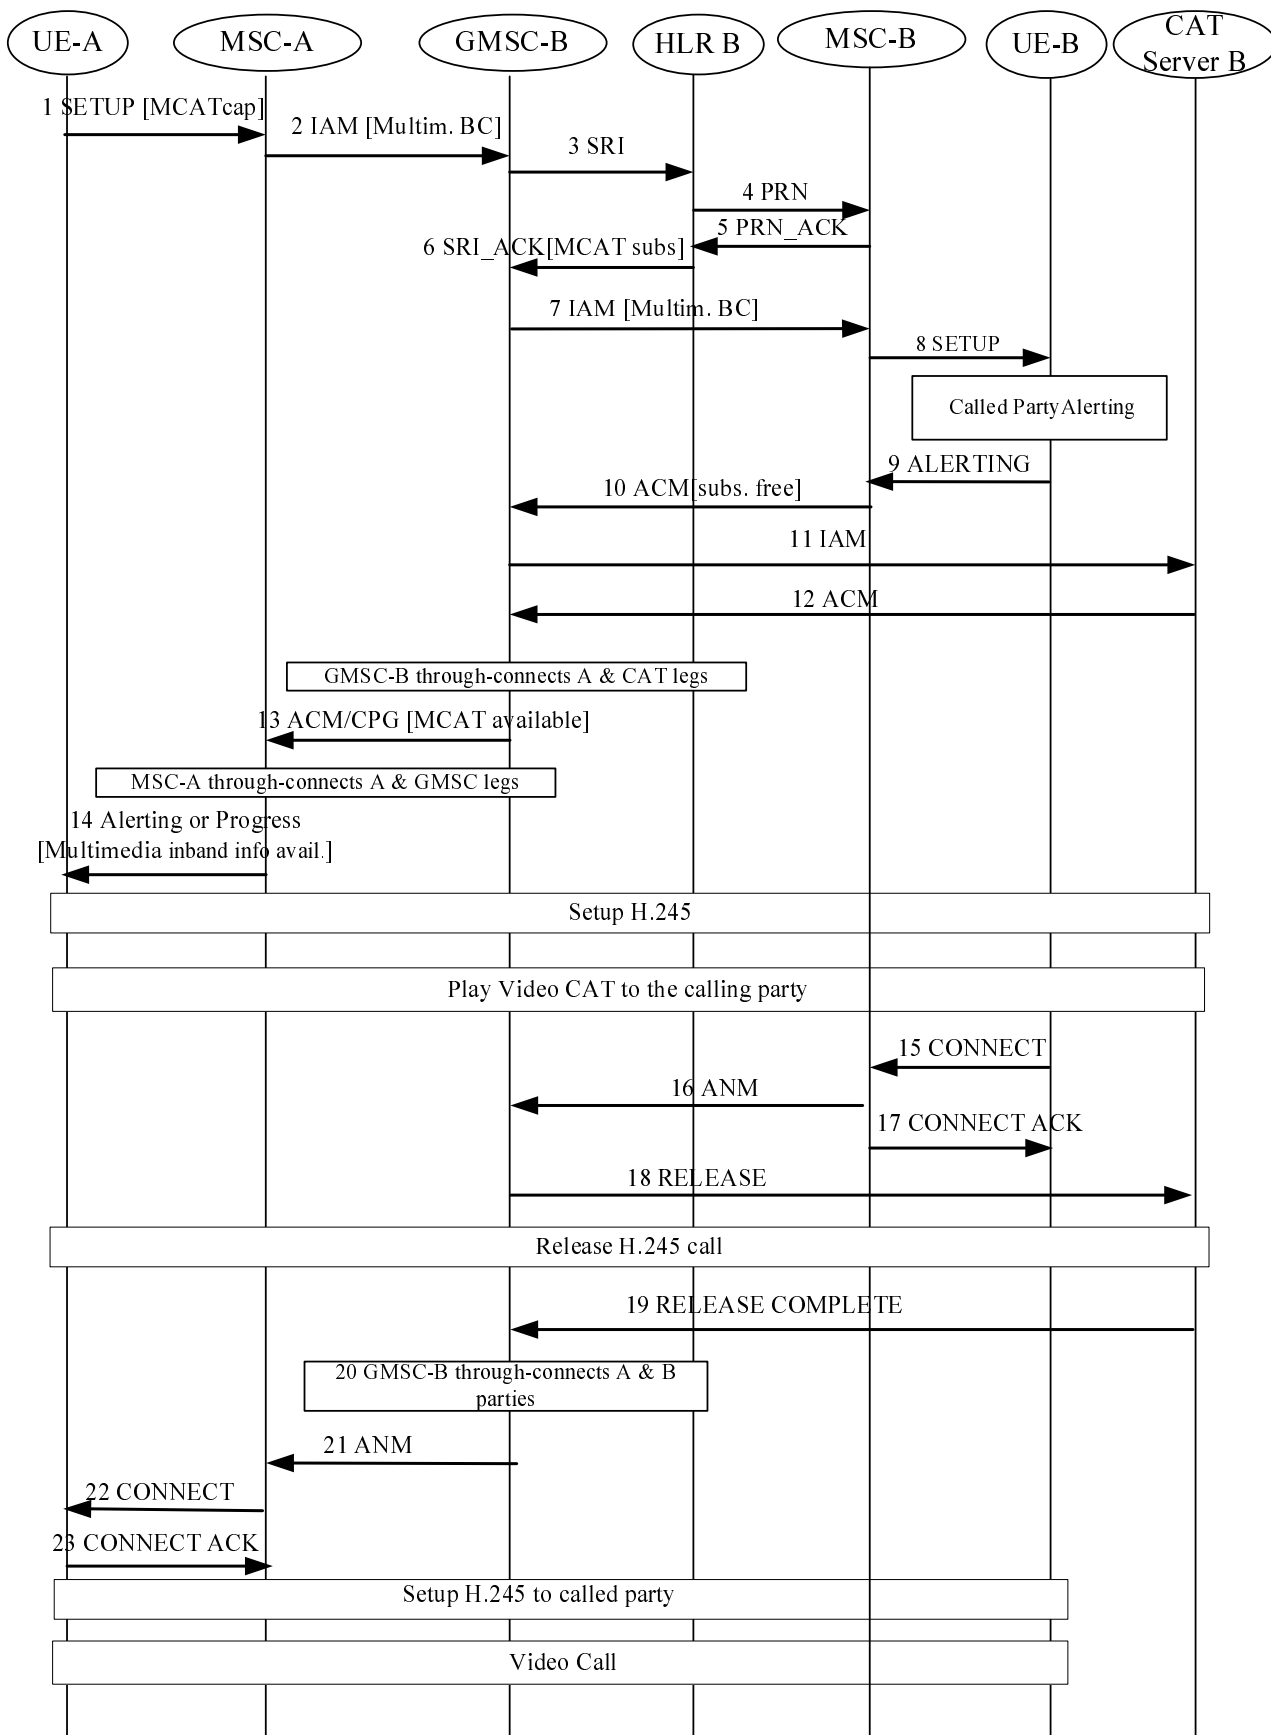 UE-A
MSC-A
GMSC-B
HLR B
MSC-B
UE-B
CAT
Server B
1 SETUP [MCATcap]
2 IAM [Multim. BC]
3 SRI
4 PRN
5 PRN_ACK
6 SRI_ACK[MCAT subs]
7 IAM [Multim. BC]
8 SETUP
Called PartyAlerting
9 ALERTING
10 ACM[subs. free]
11 IAM
12 ACM
GMSC-B through-connects A & CAT legs
13 ACM/CPG [MCAT available]
MSC-A through-connects A & GMSC legs
14 Alerting or Progress
[Multimedia inband info avail.]
Setup H.245
Play Video CAT to the calling party
15 CONNECT
16 ANM
17 CONNECT ACK
18 RELEASE
Release H.245 call
19 RELEASE COMPLETE
20 GMSC-B through-connects A & B
parties
21 ANM
22 CONNECT
23 CONNECT ACK
Setup H.245 to called party
Video Call